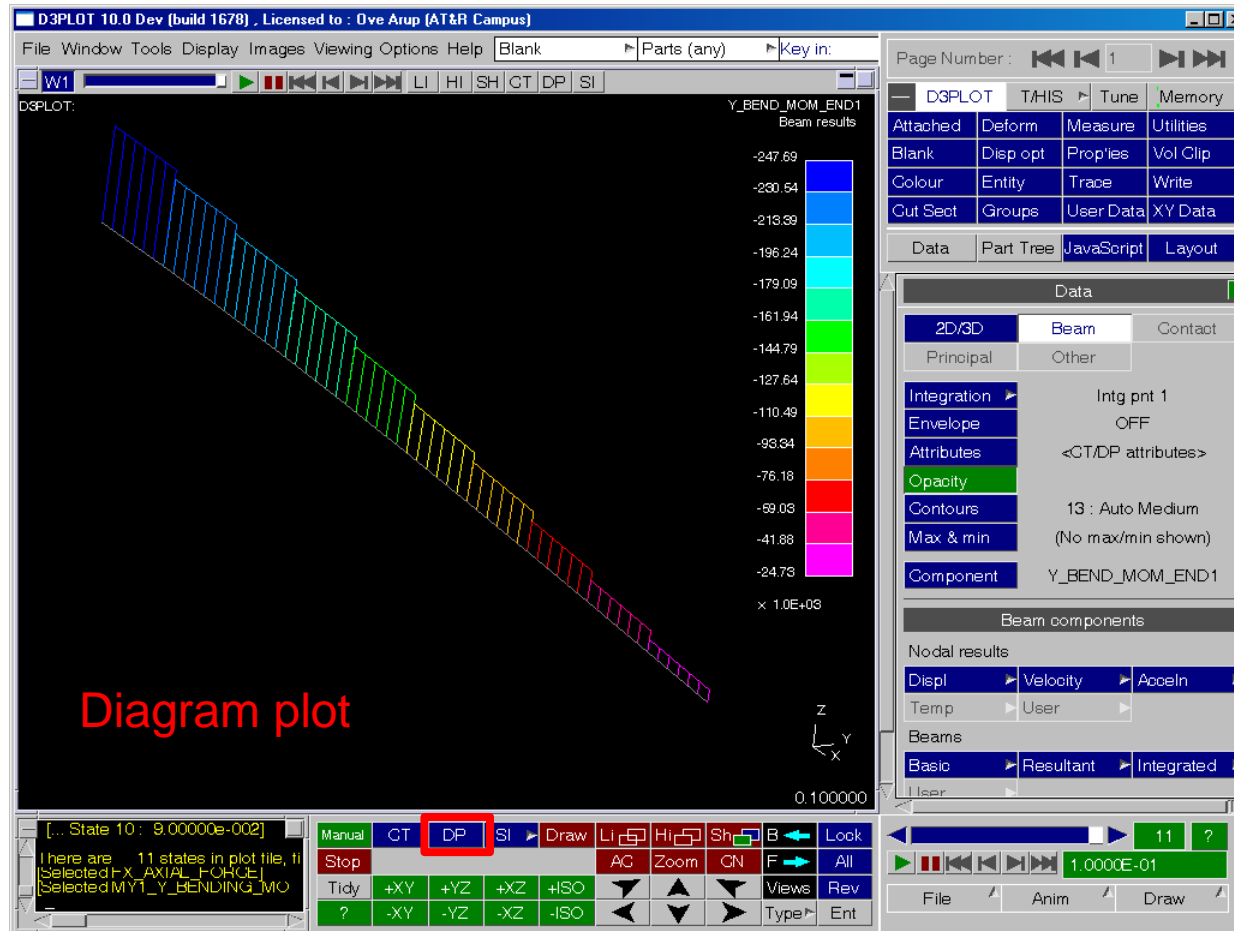 D3PLOT 10.0 Dev (build 1678) , Licensed to : Ove Arup (AT&R Campus)
File Window Tools Display Images Viewing Options Help Blank Parts (any) Key in:
W1 LI HI SH CT DP SI
D3PLOT:
Y_BEND_MOM_END1
Beam results
-247.69
-230.54
-213.39
-196.24
-179.09
-161.94
-144.79
-127.64
-110.49
-93.34
-76.18
-59.03
-41.88
-24.73
× 1.0E+03
Diagram plot
Z
Y
X
0.100000
Page Number : 1
D3PLOT T/HIS Tune Memory
Attached Deform Measure Utilities
Blank Disp opt Prop'ies Vol Clip
Colour Entity Trace Write
Cut Sect Groups User Data XY Data
Data Part Tree JavaScript Layout
Data
2D/3D Beam Contact
Principal Other
Integration Intg pnt 1
Envelope OFF
Attributes <CT/DP attributes>
Opacity
Contours 13 : Auto Medium
Max & min (No max/min shown)
Component Y_BEND_MOM_END1
Beam components
Nodal results
Displ Velocity Acceln
Temp User
Beams
Basic Resultant Integrated
User
[... State 10 : 9.00000e-002]
There are 11 states in plot file, ti
[Selected FX_AXIAL_FORCE]
[Selected MY1_Y_BENDING_MO
Manual CT DP SI Draw Li Hi Sh B Lock
Stop AC Zoom CN F All
Tidy +XY +YZ +XZ +ISO Views Rev
? -XY -YZ -XZ -ISO Type Ent
11 ?
1.0000E-01
File Anim Draw